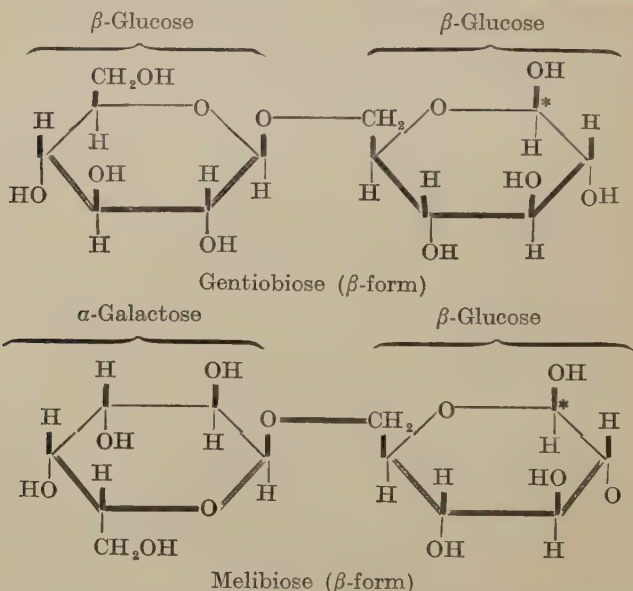 β-Glucose β-Glucose
CH₂OH OH
O O CH₂ O *
H H H H H
OH H H H HO
HO H OH
H OH OH H
Gentiobiose (β-form)
α-Galactose β-Glucose
H OH OH
O CH₂ O *
H OH H H H
HO H H H H HO O
O
CH₂OH OH H
Melibiose (β-form)